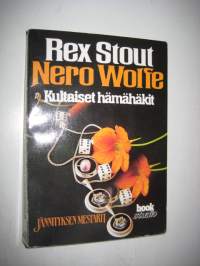 Rex Stout
Nero Wolfe
Kultaiset hämähäkit
JÄNNITYKSEN MESTARIT
book
studio